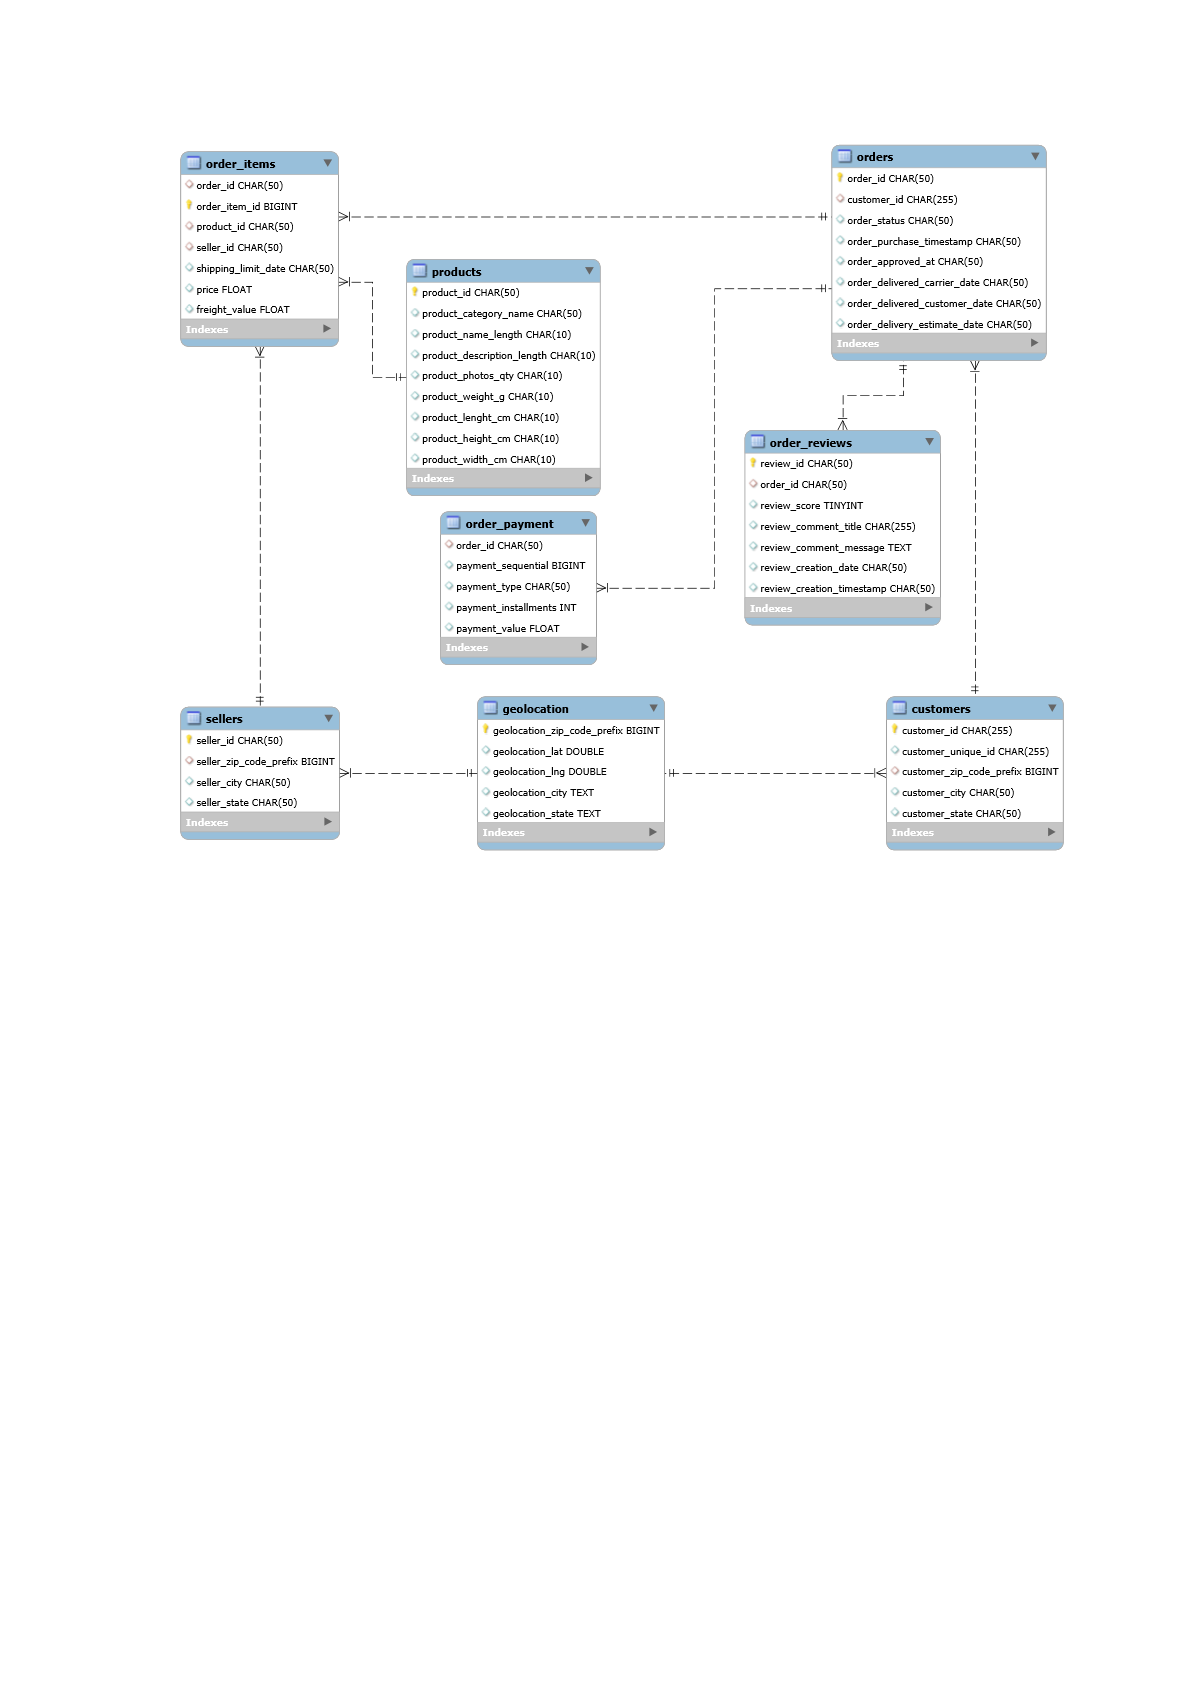 order_items
order_id CHAR(50)
order_item_id BIGINT
product_id CHAR(50)
seller_id CHAR(50)
shipping_limit_date CHAR(50)
price FLOAT
freight_value FLOAT
Indexes
orders
order_id CHAR(50)
customer_id CHAR(255)
order_status CHAR(50)
order_purchase_timestamp CHAR(50)
order_approved_at CHAR(50)
order_delivered_carrier_date CHAR(50)
order_delivered_customer_date CHAR(50)
order_delivery_estimate_date CHAR(50)
Indexes
products
product_id CHAR(50)
product_category_name CHAR(50)
product_name_length CHAR(10)
product_description_length CHAR(10)
product_photos_qty CHAR(10)
product_weight_g CHAR(10)
product_lenght_cm CHAR(10)
product_height_cm CHAR(10)
product_width_cm CHAR(10)
Indexes
order_reviews
review_id CHAR(50)
order_id CHAR(50)
review_score TINYINT
review_comment_title CHAR(255)
review_comment_message TEXT
review_creation_date CHAR(50)
review_creation_timestamp CHAR(50)
Indexes
order_payment
order_id CHAR(50)
payment_sequential BIGINT
payment_type CHAR(50)
payment_installments INT
payment_value FLOAT
Indexes
sellers
seller_id CHAR(50)
seller_zip_code_prefix BIGINT
seller_city CHAR(50)
seller_state CHAR(50)
Indexes
geolocation
geolocation_zip_code_prefix BIGINT
geolocation_lat DOUBLE
geolocation_lng DOUBLE
geolocation_city TEXT
geolocation_state TEXT
Indexes
customers
customer_id CHAR(255)
customer_unique_id CHAR(255)
customer_zip_code_prefix BIGINT
customer_city CHAR(50)
customer_state CHAR(50)
Indexes